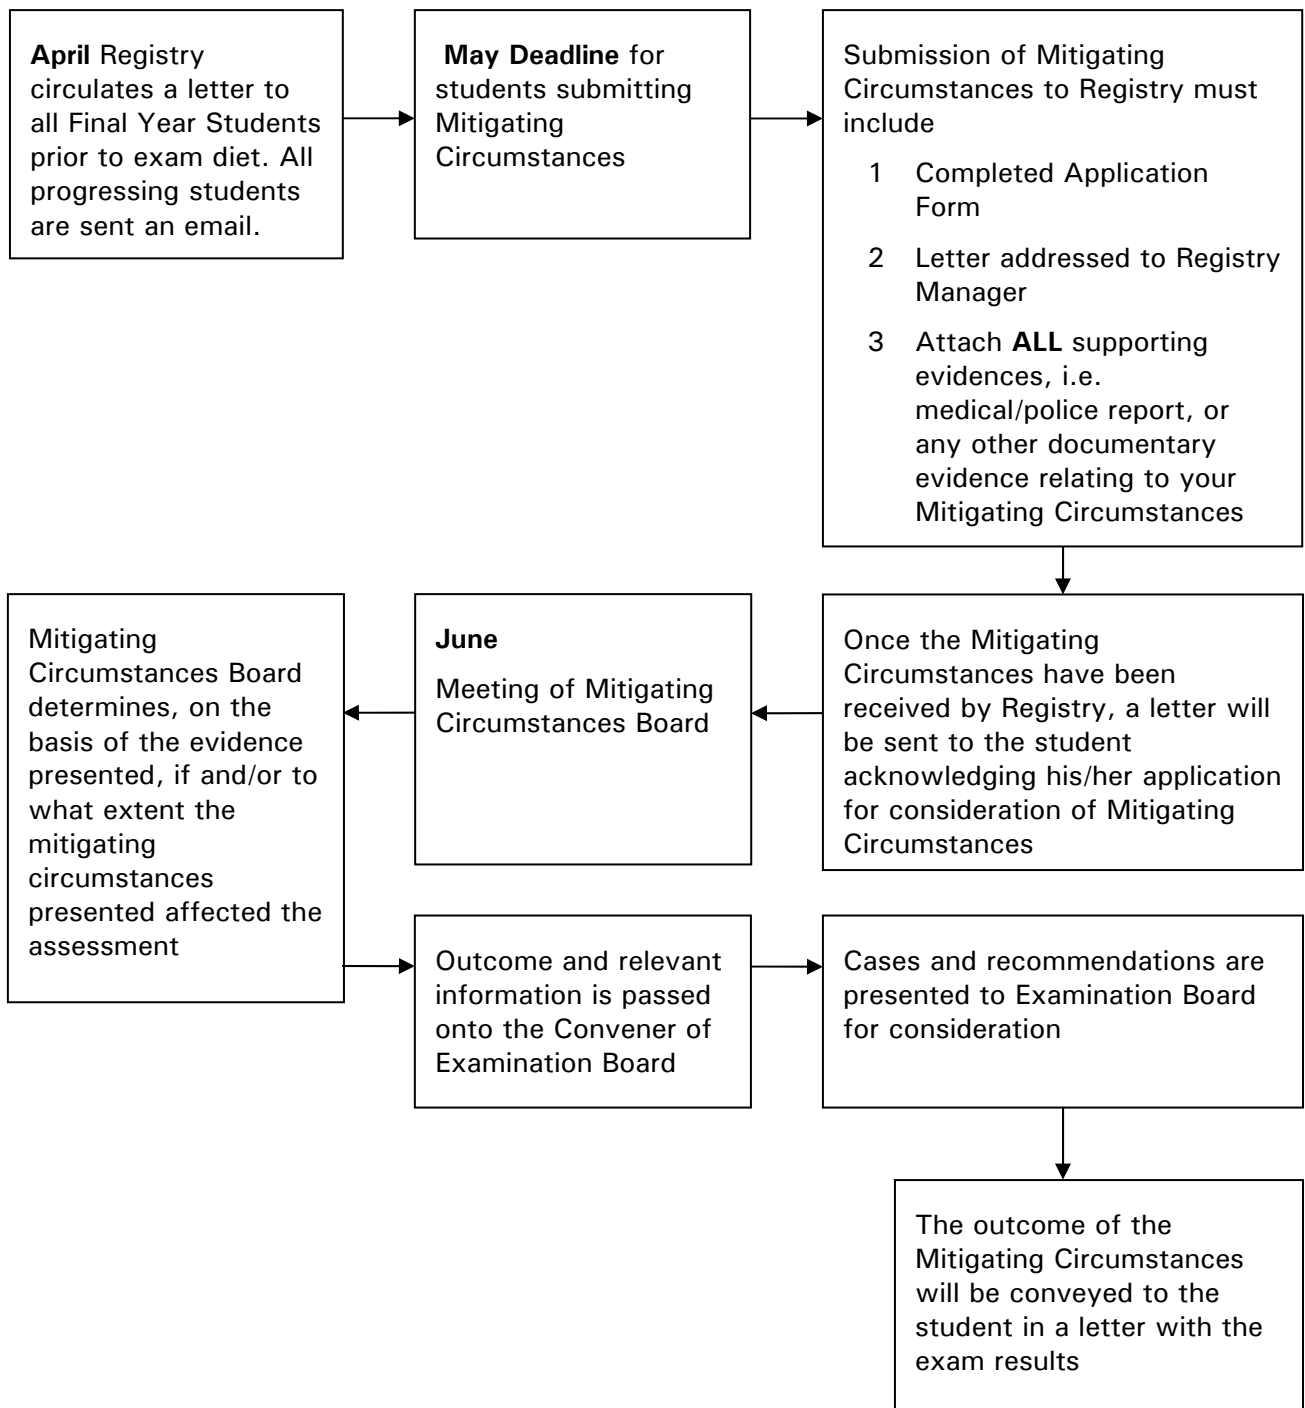 April Registry
circulates a letter to
all Final Year Students
prior to exam diet. All
progressing students
are sent an email.
May Deadline for
students submitting
Mitigating
Circumstances
Submission of Mitigating
Circumstances to Registry must
include
1 Completed Application
Form
2 Letter addressed to Registry
Manager
3 Attach ALL supporting
evidences, i.e.
medical/police report, or
any other documentary
evidence relating to your
Mitigating Circumstances
Once the Mitigating
Circumstances have been
received by Registry, a letter will
be sent to the student
acknowledging his/her application
for consideration of Mitigating
Circumstances
June
Meeting of Mitigating
Circumstances Board
Mitigating
Circumstances Board
determines, on the
basis of the evidence
presented, if and/or to
what extent the
mitigating
circumstances
presented affected the
assessment
Outcome and relevant
information is passed
onto the Convener of
Examination Board
Cases and recommendations are
presented to Examination Board
for consideration
The outcome of the
Mitigating Circumstances
will be conveyed to the
student in a letter with the
exam results